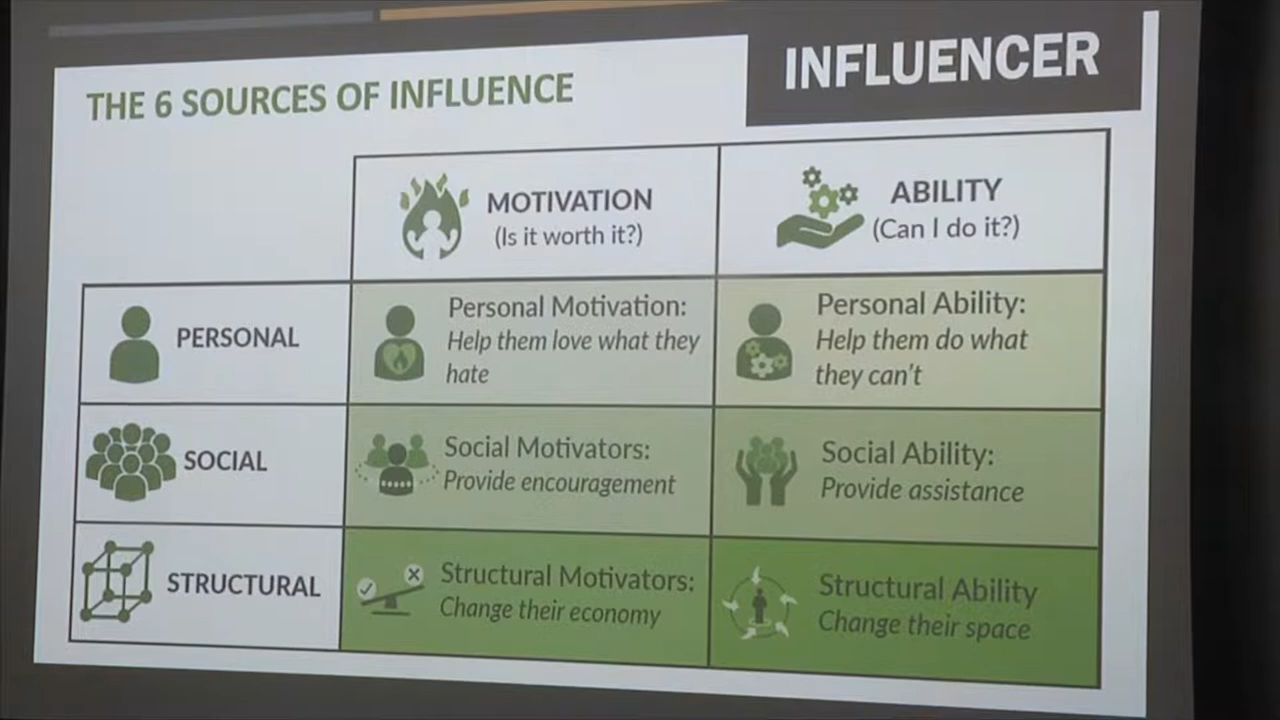 INFLUENCER
THE 6 SOURCES OF INFLUENCE
MOTIVATION
(Is it worth it?)
ABILITY
(Can I do it?)
PERSONAL
Personal Motivation:
Help them love what they
hate
Personal Ability:
Help them do what
they can't
SOCIAL
Social Motivators:
Provide encouragement
Social Ability:
Provide assistance
STRUCTURAL
Structural Motivators:
Change their economy
Structural Ability
Change their space